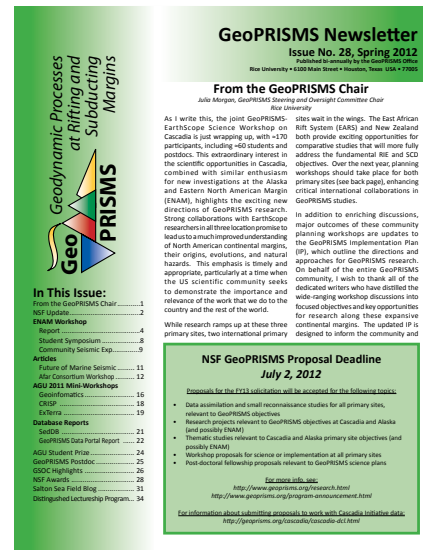 GeoPRISMS Newsletter
Issue No. 28, Spring 2012
Published bi-annually by the GeoPRISMS Office
Rice University • 6100 Main Street • Houston, Texas USA • 77005
Geodynamic Processes
at Rifting and
Subducting
Margins
Geo
PRISMS
In This Issue:
From the GeoPRISMS Chair...........1
NSF Update.............................2
ENAM Workshop
Report ................................4
Student Symposium ................8
Community Seismic Exp...........9
Articles
Future of Marine Seismic ....... 11
Afar Consortium Workshop .... 12
AGU 2011 Mini-Workshops
Geoinfomatics ..................... 16
CRISP ............................... 18
ExTerra ............................. 19
Database Reports
SedDB ............................... 21
GeoPRISMS Data Portal Report ...... 22
AGU Student Prize.................. 24
GeoPRISMS Postdoc................ 25
GSOC Highlights .................... 26
NSF Awards .......................... 28
Salton Sea Field Blog .............. 31
Distinguished Lectureship Program... 34
From the GeoPRISMS Chair
Julia Morgan, GeoPRISMS Steering and Oversight Committee Chair
Rice University
As I write this, the joint GeoPRISMS-
EarthScope Science Workshop on
Cascadia is just wrapping up, with ≈170
participants, including ≈60 students and
postdocs. This extraordinary interest in
the scientific opportunities in Cascadia,
combined with similar enthusiasm
for new investigations at the Alaska
and Eastern North American Margin
(ENAM), highlights the exciting new
directions of GeoPRISMS research.
Strong collaborations with EarthScope
researchers in all three location promise to
lead us to a much improved understanding
of North American continental margins,
their origins, evolutions, and natural
hazards. This emphasis is timely and
appropriate, particularly at a time when
the US scientific community seeks
to demonstrate the importance and
relevance of the work that we do to the
country and the rest of the world.
While research ramps up at these three
primary sites, two international primary
sites wait in the wings. The East African
Rift System (EARS) and New Zealand
both provide exciting opportunities for
comparative studies that will more fully
address the fundamental RIE and SCD
objectives. Over the next year, planning
workshops should take place for both
primary sites (see back page), enhancing
critical international collaborations in
GeoPRISMS studies.
In addition to enriching discussions,
major outcomes of these community
planning workshops are updates to
the GeoPRISMS Implementation Plan
(IP), which outline the directions and
approaches for GeoPRISMS research.
On behalf of the entire GeoPRISMS
community, I wish to thank all of the
dedicated writers who have distilled the
wide-ranging workshop discussions into
focused objectives and key opportunities
for research along these expansive
continental margins. The updated IP is
designed to inform the community and
NSF GeoPRISMS Proposal Deadline
July 2, 2012
Proposals for the FY13 solicitation will be accepted for the following topics:
• Data assimilation and small reconnaissance studies for all primary sites,
relevant to GeoPRISMS objectives
• Research projects relevant to GeoPRISMS objectives at Cascadia and Alaska
(and possibly ENAM)
• Thematic studies relevant to Cascadia and Alaska primary site objectives (and
possibly ENAM)
• Workshop proposals for science or implementation at all primary sites
• Post-doctoral fellowship proposals relevant to GeoPRISMS science plans
For more info, see:
http://www.geoprisms.org/research.html
http://www.geoprisms.org/program-announcement.html
For information about submitting proposals to work with Cascadia Initiative data:
http://geoprisms.org/cascadia/cascadia-dcl.html